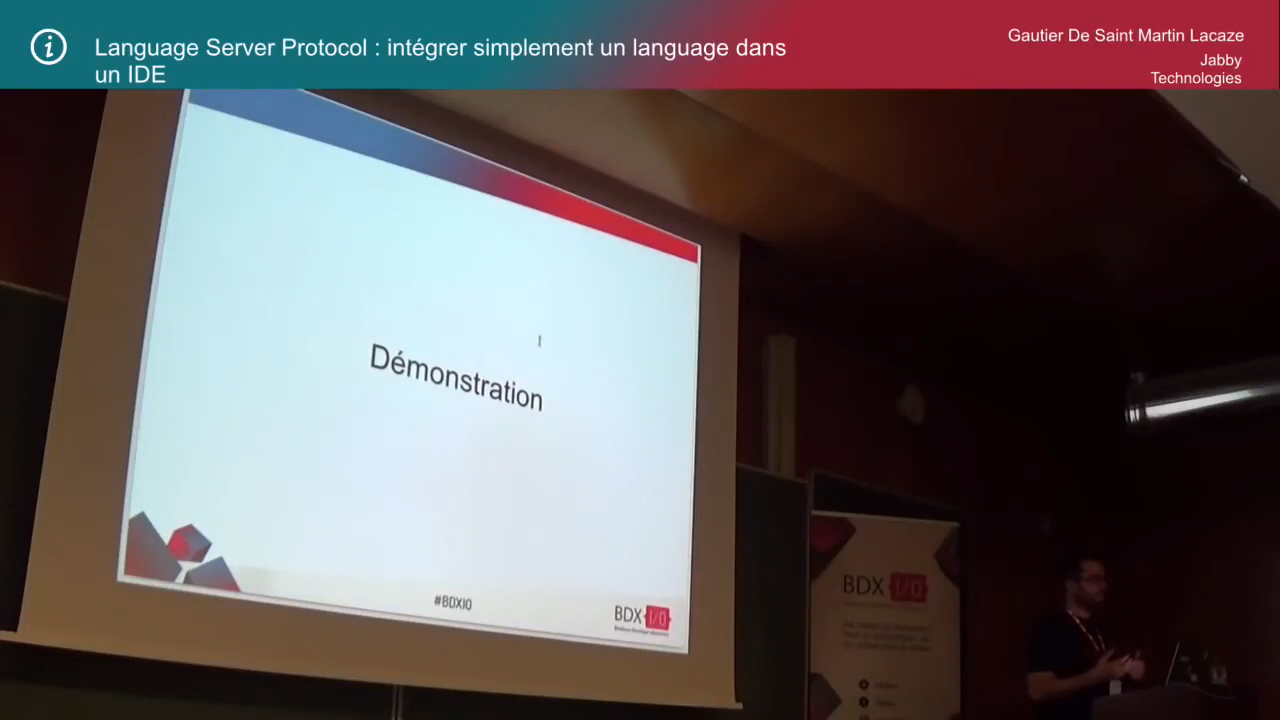 Language Server Protocol : intégrer simplement un language dans
un IDE
Gautier De Saint Martin Lacaze
Jabby
Technologies
Démonstration
#BDXIO
BDX I/O
BDX I/O